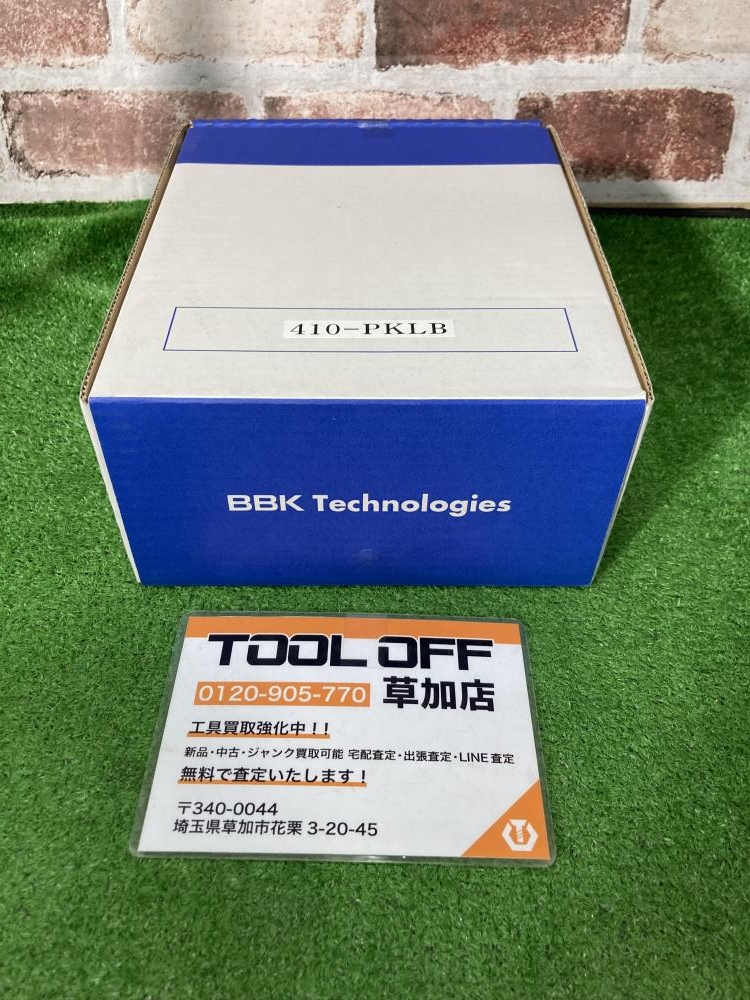 410-PKLB
BBK Technologies
TOOL OFF
0120-905-770 草加店
工具買取強化中!!
新品・中古・ジャンク買取可能 宅配査定・出張査定・LINE査定
無料で査定いたします!
〒340-0044
埼玉県草加市花栗 3-20-45